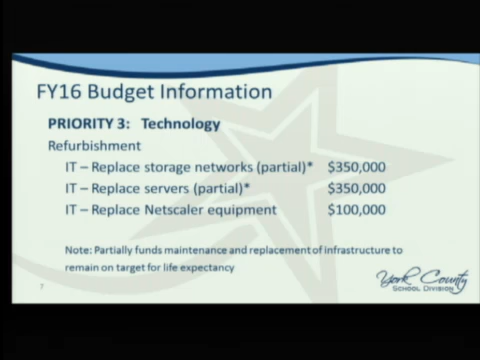 FY16 Budget Information
PRIORITY 3: Technology
Refurbishment
IT – Replace storage networks (partial)* $350,000
IT – Replace servers (partial)* $350,000
IT – Replace Netscaler equipment $100,000
Note: Partially funds maintenance and replacement of infrastructure to
remain on target for life expectancy
7
York County
SCHOOL DIVISION